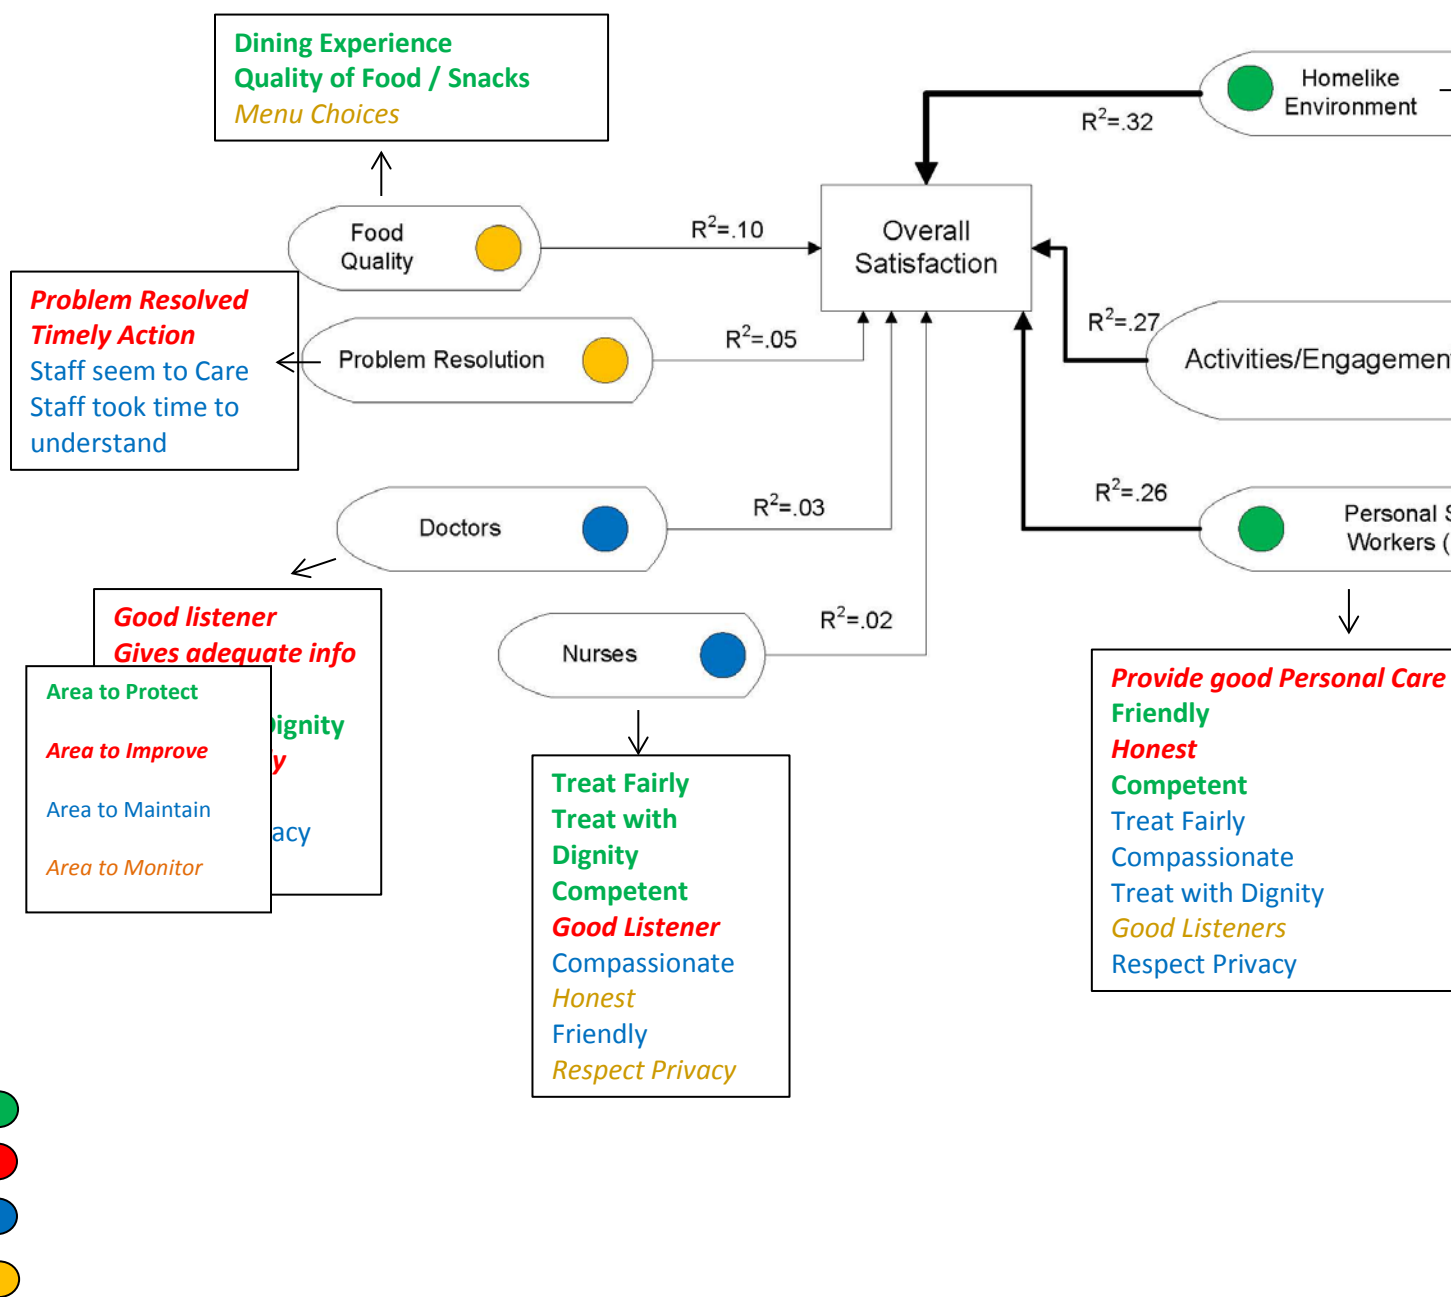 Dining Experience
Quality of Food / Snacks
Menu Choices
Homelike
Environment
R²=.32
Food
Quality
R²=.10
Overall
Satisfaction
Problem Resolved
Timely Action
Staff seem to Care
Staff took time to
understand
Problem Resolution
R²=.05
R²=.27
Activities/Engagement
Doctors
R²=.03
R²=.26
Personal S
Workers (
Good listener
Gives adequate info
Dignity
y
acy
Area to Protect
Area to Improve
Area to Maintain
Area to Monitor
Nurses
R²=.02
Treat Fairly
Treat with
Dignity
Competent
Good Listener
Compassionate
Honest
Friendly
Respect Privacy
Provide good Personal Care
Friendly
Honest
Competent
Treat Fairly
Compassionate
Treat with Dignity
Good Listeners
Respect Privacy